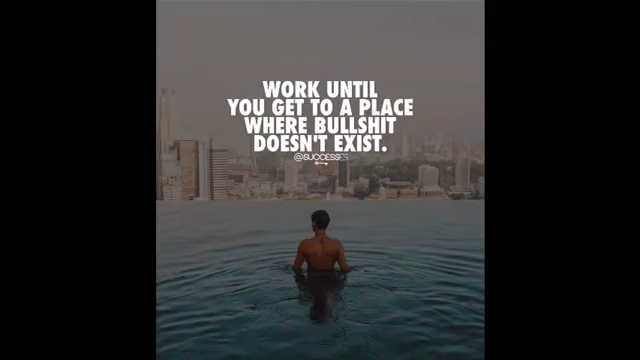 WORK UNTIL
YOU GET TO A PLACE
WHERE BULLSHIT
DOESN'T EXIST.
@SUCCESSES